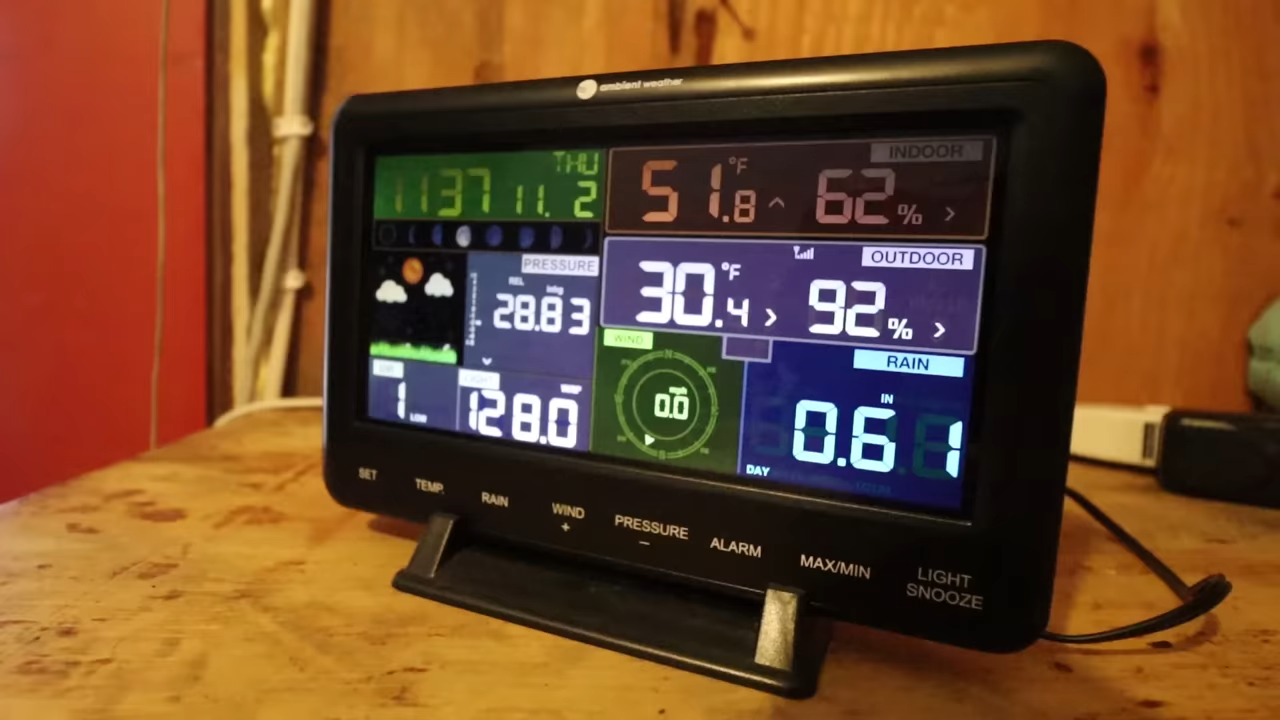 ambient weather
THU
11 37 11. 2
INDOOR
51.8 °F 62 %
PRESSURE
REL inHg
28.83
OUTDOOR
30.4 °F 92 %
WIND
mph
0.0
N
S
RAIN
IN
0.61
DAY
UVI
1 LOW
LIGHT
128.0
SET
TEMP.
RAIN
WIND
+
PRESSURE
−
ALARM
MAX/MIN
LIGHT
SNOOZE